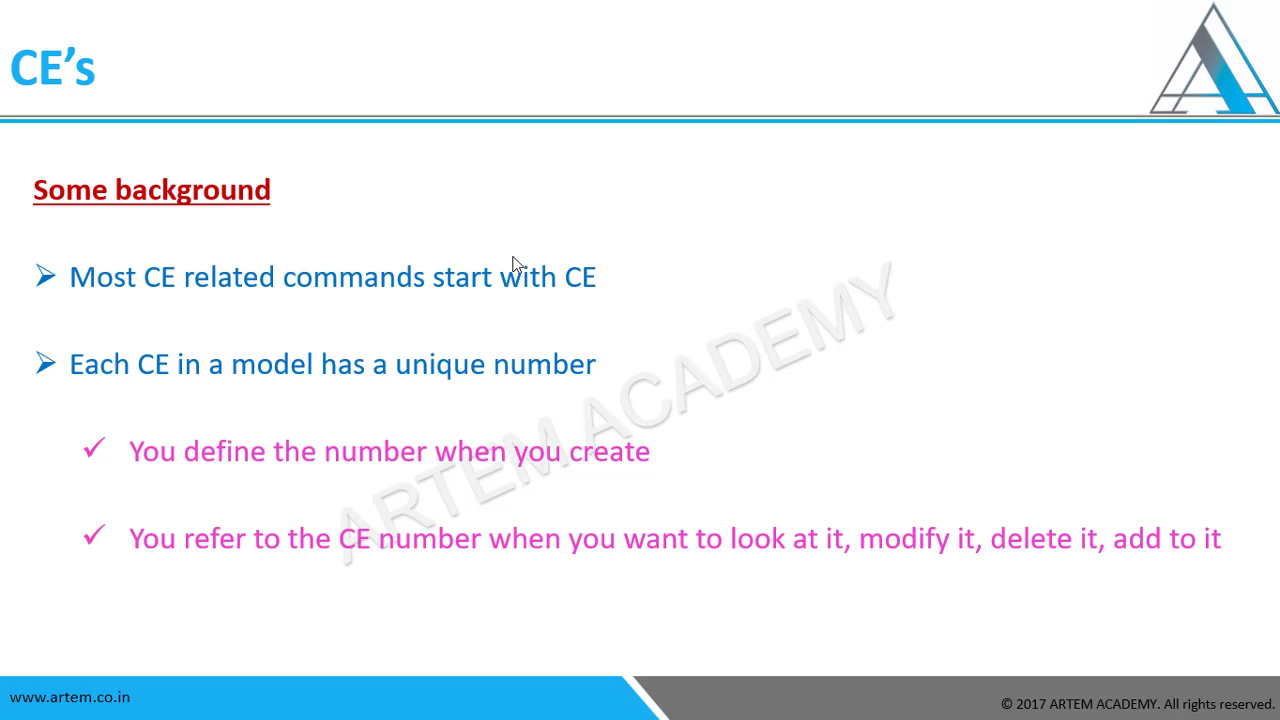 CE’s
Some background
Most CE related commands start with CE
Each CE in a model has a unique number
You define the number when you create
You refer to the CE number when you want to look at it, modify it, delete it, add to it
ARTEM ACADEMY
www.artem.co.in
© 2017 ARTEM ACADEMY. All rights reserved.